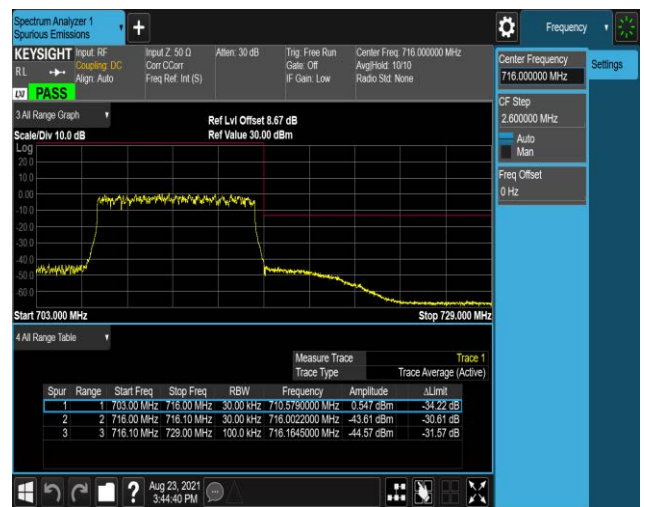 Spectrum Analyzer 1
Spurious Emissions
Frequency
KEYSIGHT Input: RF Input Z: 50 Ω Atten: 30 dB Trig: Free Run Center Freq: 716.000000 MHz
R L Coupling: DC Corr CCorr Gate: Off Avg|Hold: 10/10
Align: Auto Freq Ref: Int (S) IF Gain: Low Radio Std: None
LXI PASS
Center Frequency
716.000000 MHz
Settings
CF Step
2.600000 MHz
Auto
Man
Freq Offset
0 Hz
3 All Range Graph
Ref Lvl Offset 8.67 dB
Scale/Div 10.0 dB Ref Value 30.00 dBm
Log
20.0
10.0
0.00
-10.0
-20.0
-30.0
-40.0
-50.0
-60.0
Start 703.000 MHz Stop 729.000 MHz
4 All Range Table
Measure Trace Trace 1
Trace Type Trace Average (Active)
Spur Range Start Freq Stop Freq RBW Frequency Amplitude ΔLimit
1 1 703.00 MHz 716.00 MHz 30.00 kHz 710.5790000 MHz 0.547 dBm -34.22 dB
2 2 716.00 MHz 716.10 MHz 30.00 kHz 716.0022000 MHz -43.61 dBm -30.61 dB
3 3 716.10 MHz 729.00 MHz 100.0 kHz 716.1645000 MHz -44.57 dBm -31.57 dB
Aug 23, 2021
3:44:40 PM